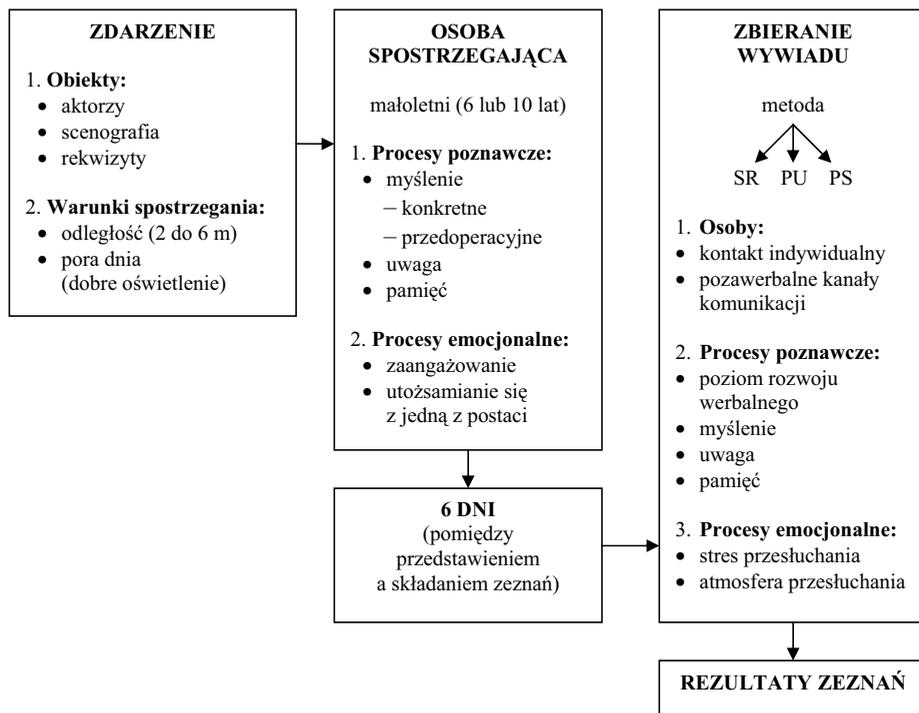 ZDARZENIE
1. Obiekty:
• aktorzy
• scenografia
• rekwizyty
2. Warunki spostrzegania:
• odległość (2 do 6 m)
• pora dnia
(dobre oświetlenie)
OSOBA
SPOSTRZEGAJĄCA
małoletni (6 lub 10 lat)
1. Procesy poznawcze:
• myślenie
– konkretne
– przedoperacyjne
• uwaga
• pamięć
2. Procesy emocjonalne:
• zaangażowanie
• utożsamianie się
z jedną z postaci
6 DNI
(pomiędzy
przedstawieniem
a składaniem zeznań)
ZBIERANIE
WYWIADU
metoda
SR PU PS
1. Osoby:
• kontakt indywidualny
• pozawerbalne kanały
komunikacji
2. Procesy poznawcze:
• poziom rozwoju
werbalnego
• myślenie
• uwaga
• pamięć
3. Procesy emocjonalne:
• stres przesłuchania
• atmosfera przesłuchania
REZULTATY ZEZNAŃ